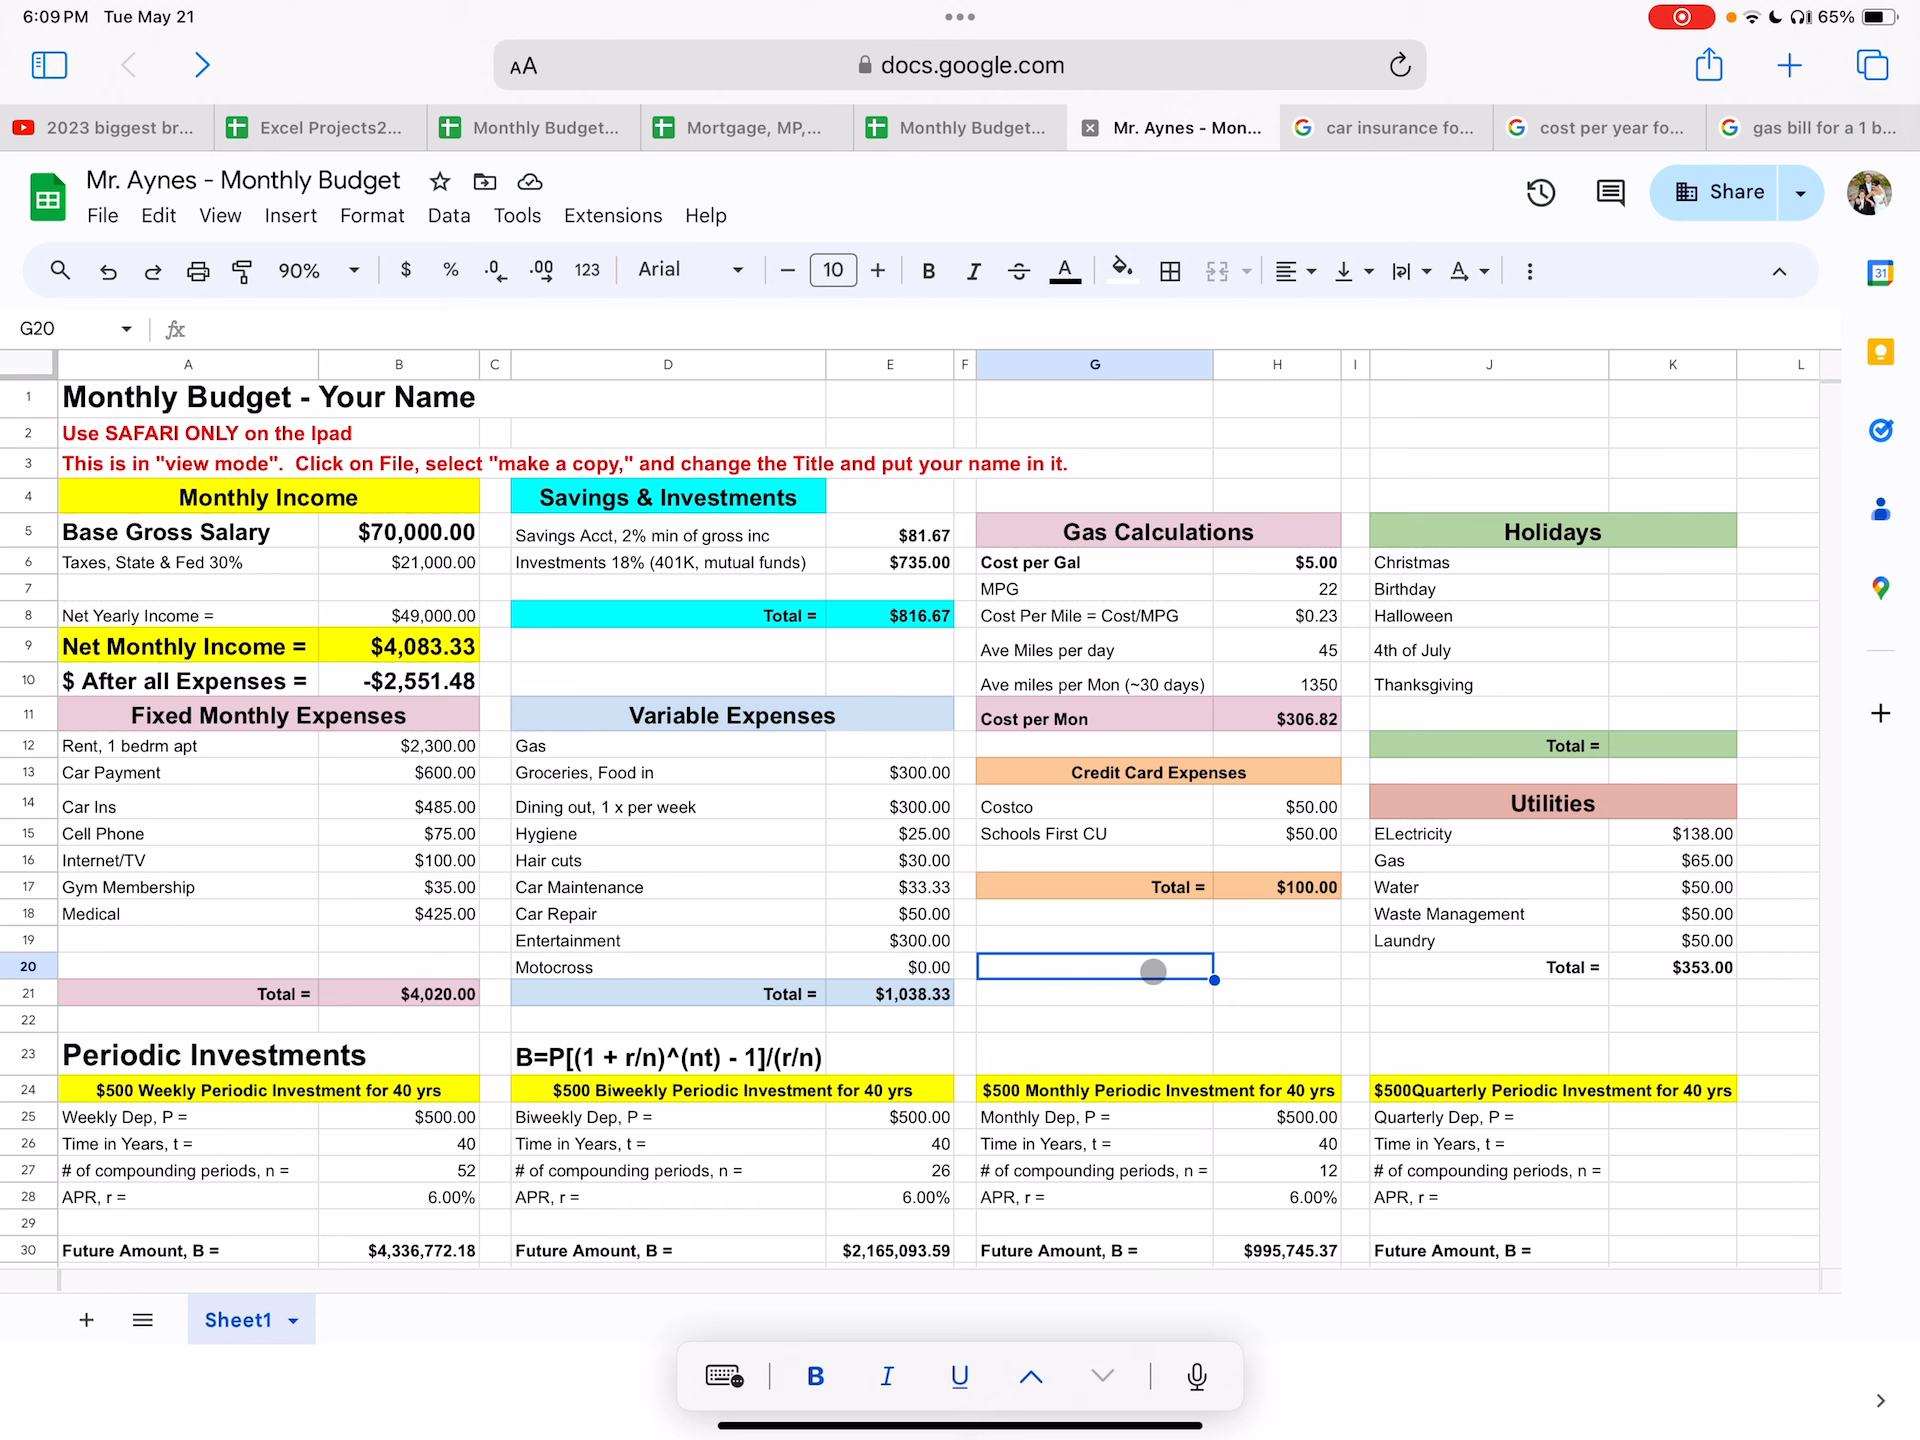 6:09 PM Tue May 21
65%
AA docs.google.com
2023 biggest br...
Excel Projects2...
Monthly Budget...
Mortgage, MP,...
Monthly Budget...
Mr. Aynes - Mon...
car insurance fo...
cost per year fo...
gas bill for a 1 b...
Mr. Aynes - Monthly Budget
Share
File Edit View Insert Format Data Tools Extensions Help
90% $ % .0 .00 123 Arial 10 B I A
31
G20 fx
A B C D E F G H I J K L
1 Monthly Budget - Your Name
2 Use SAFARI ONLY on the Ipad
3 This is in "view mode". Click on File, select "make a copy," and change the Title and put your name in it.
4 Monthly Income Savings & Investments
5 Base Gross Salary $70,000.00 Savings Acct, 2% min of gross inc $81.67 Gas Calculations Holidays
6 Taxes, State & Fed 30% $21,000.00 Investments 18% (401K, mutual funds) $735.00 Cost per Gal $5.00 Christmas
7 MPG 22 Birthday
8 Net Yearly Income = $49,000.00 Total = $816.67 Cost Per Mile = Cost/MPG $0.23 Halloween
9 Net Monthly Income = $4,083.33 Ave Miles per day 45 4th of July
10 $ After all Expenses = -$2,551.48 Ave miles per Mon (~30 days) 1350 Thanksgiving
11 Fixed Monthly Expenses Variable Expenses Cost per Mon $306.82
12 Rent, 1 bedrm apt $2,300.00 Gas Total =
13 Car Payment $600.00 Groceries, Food in $300.00 Credit Card Expenses
14 Car Ins $485.00 Dining out, 1 x per week $300.00 Costco $50.00 Utilities
15 Cell Phone $75.00 Hygiene $25.00 Schools First CU $50.00 ELectricity $138.00
16 Internet/TV $100.00 Hair cuts $30.00 Gas $65.00
17 Gym Membership $35.00 Car Maintenance $33.33 Total = $100.00 Water $50.00
18 Medical $425.00 Car Repair $50.00 Waste Management $50.00
19 Entertainment $300.00 Laundry $50.00
20 Motocross $0.00 Total = $353.00
21 Total = $4,020.00 Total = $1,038.33
22
23 Periodic Investments B=P[(1 + r/n)^(nt) - 1]/(r/n)
24 $500 Weekly Periodic Investment for 40 yrs $500 Biweekly Periodic Investment for 40 yrs $500 Monthly Periodic Investment for 40 yrs $500Quarterly Periodic Investment for 40 yrs
25 Weekly Dep, P = $500.00 Biweekly Dep, P = $500.00 Monthly Dep, P = $500.00 Quarterly Dep, P =
26 Time in Years, t = 40 Time in Years, t = 40 Time in Years, t = 40 Time in Years, t =
27 # of compounding periods, n = 52 # of compounding periods, n = 26 # of compounding periods, n = 12 # of compounding periods, n =
28 APR, r = 6.00% APR, r = 6.00% APR, r = 6.00% APR, r =
29
30 Future Amount, B = $4,336,772.18 Future Amount, B = $2,165,093.59 Future Amount, B = $995,745.37 Future Amount, B =
Sheet1
B I U